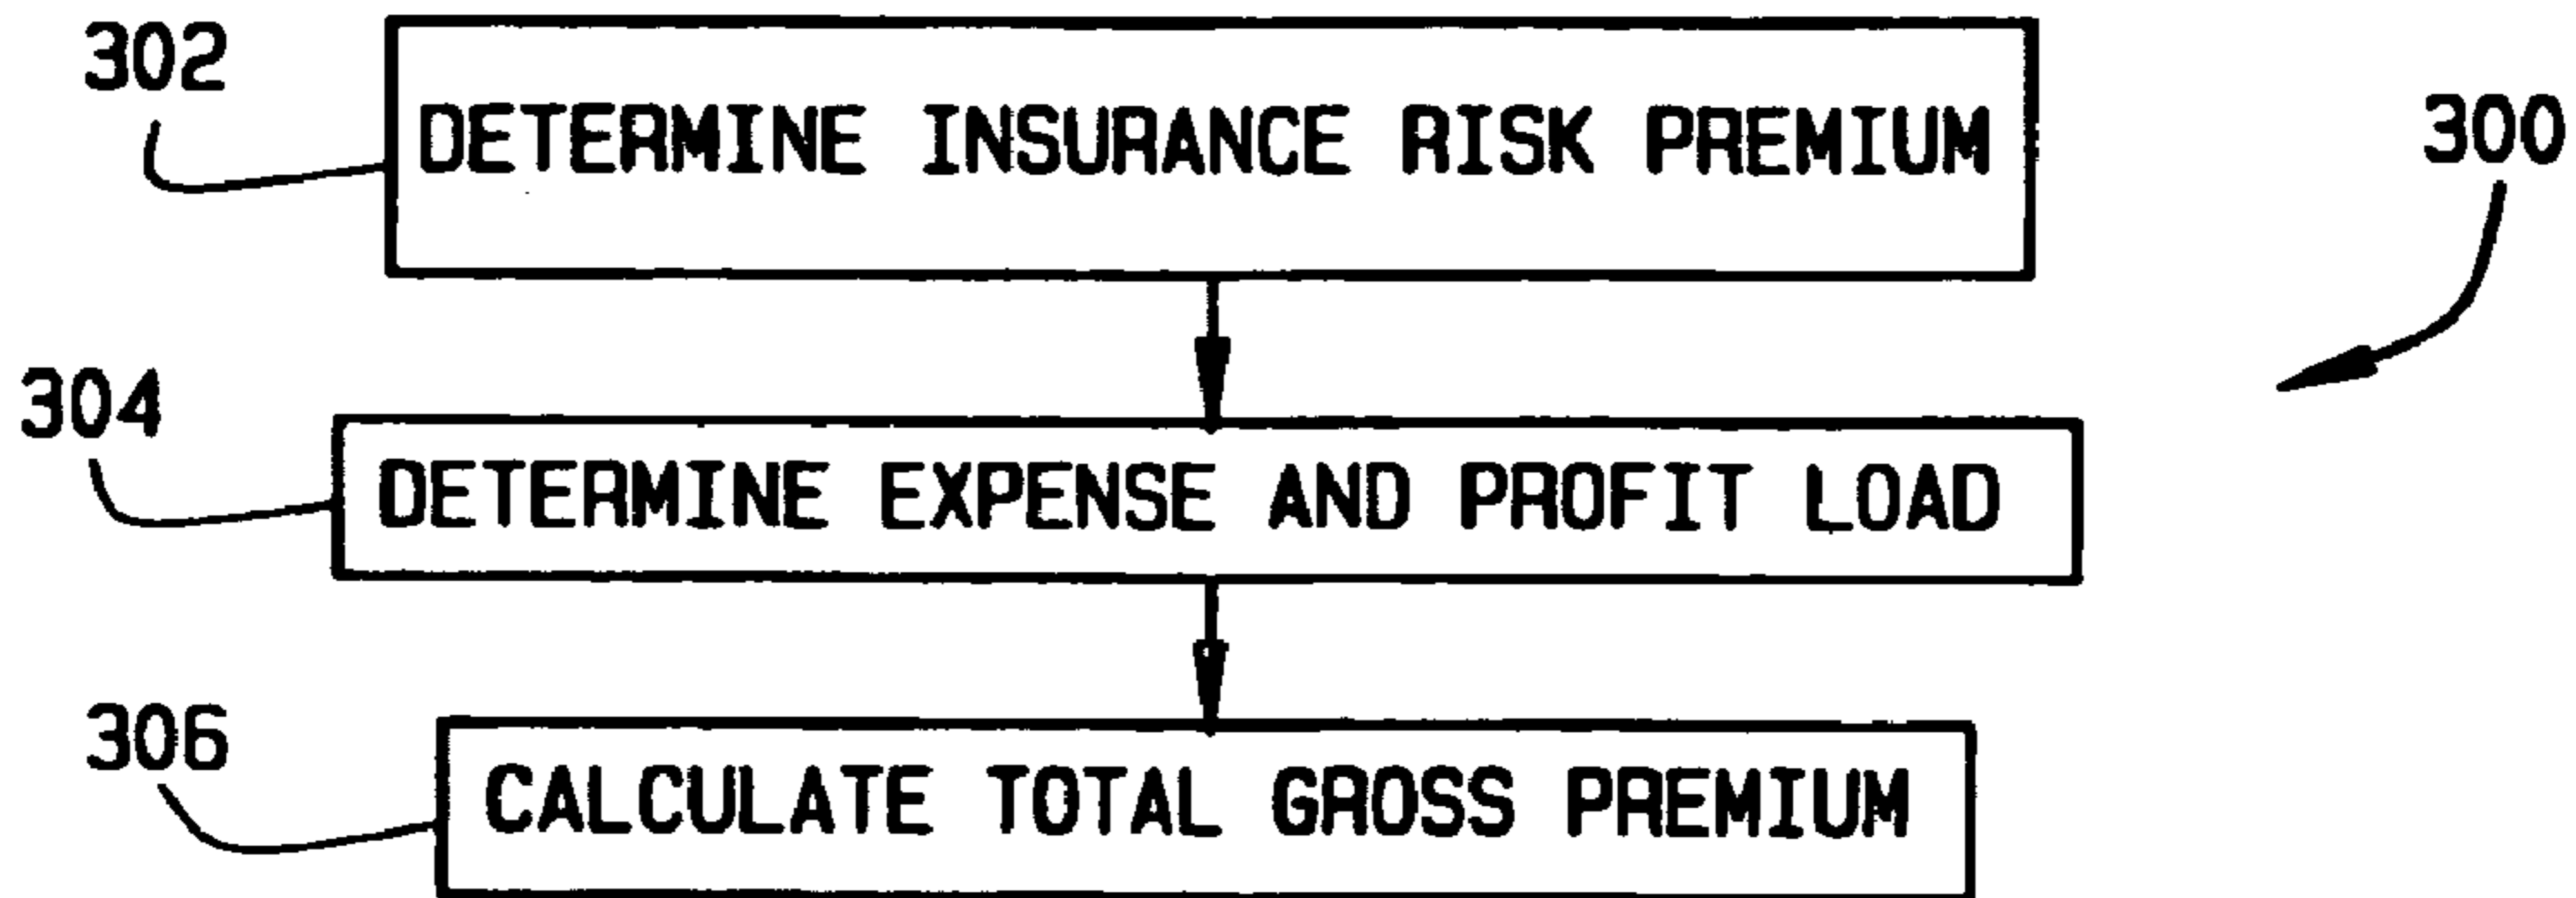 302
DETERMINE INSURANCE RISK PREMIUM
300
304
DETERMINE EXPENSE AND PROFIT LOAD
306
CALCULATE TOTAL GROSS PREMIUM